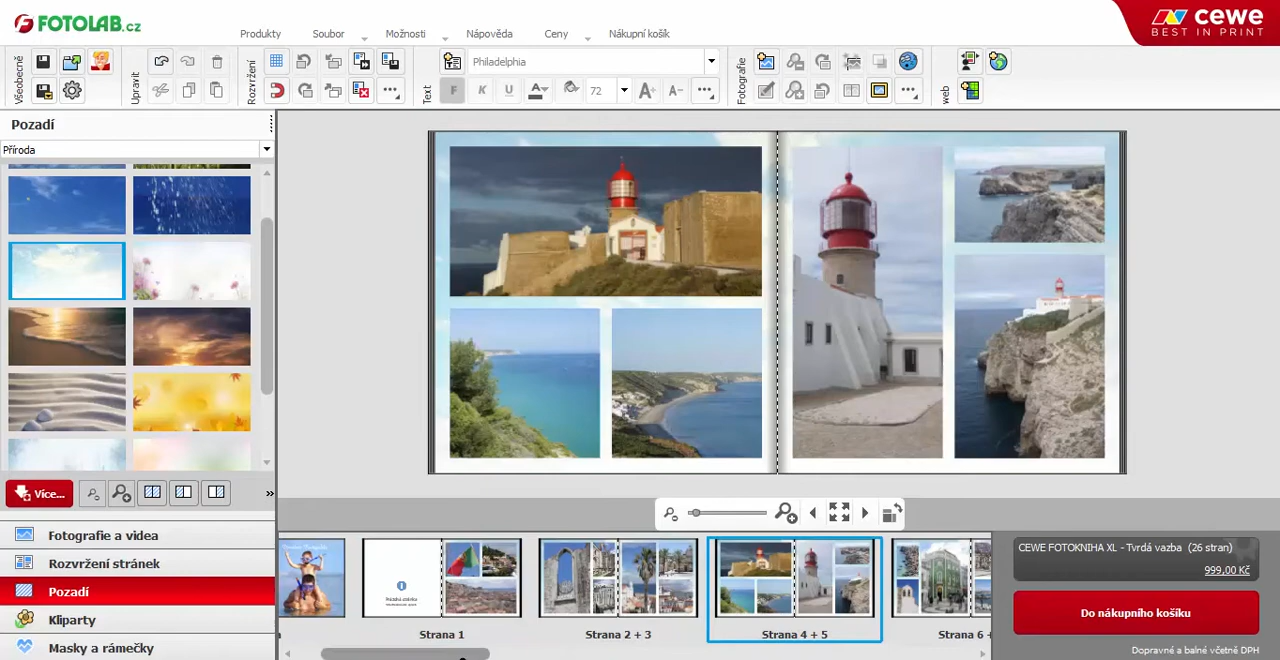 FOTOLAB.cz
cewe
BEST IN PRINT
Produkty
Soubor
Možnosti
Nápověda
Ceny
Nákupní košík
Všeobecně
Upravit
Rozvržení
Text
Philadelphia
F
K
U
A
72
A+
A-
Fotografie
web
Pozadí
Příroda
Více...
Fotografie a videa
Rozvržení stránek
Pozadí
Kliparty
Masky a rámečky
Strana 1
Strana 2 + 3
Strana 4 + 5
Strana 6 +
CEWE FOTOKNIHA XL - Tvrdá vazba (26 stran)
999,00 Kč
Do nákupního košíku
Dopravné a balné včetně DPH